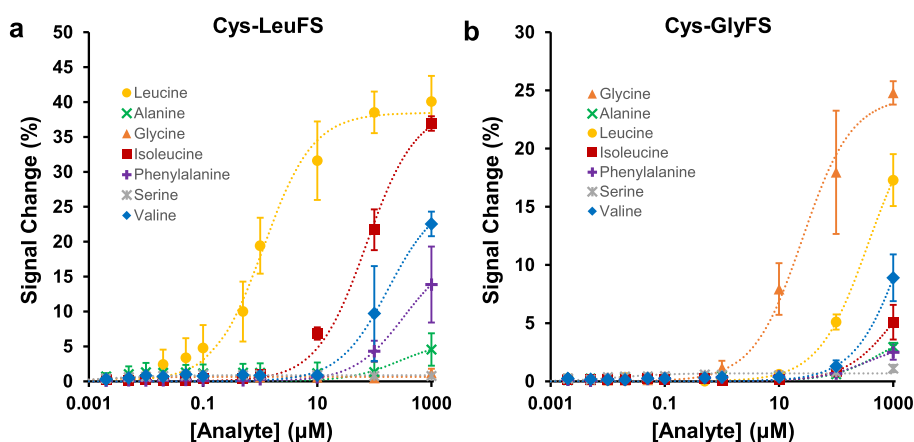 a
Cys-LeuFS
50
45
40
35
30
25
20
15
10
5
0
Signal Change (%)
Leucine
Alanine
Glycine
Isoleucine
Phenylalanine
Serine
Valine
0.001 0.1 10 1000
[Analyte] (µM)
b
Cys-GlyFS
30
25
20
15
10
5
0
Signal Change (%)
Glycine
Alanine
Leucine
Isoleucine
Phenylalanine
Serine
Valine
0.001 0.1 10 1000
[Analyte] (µM)